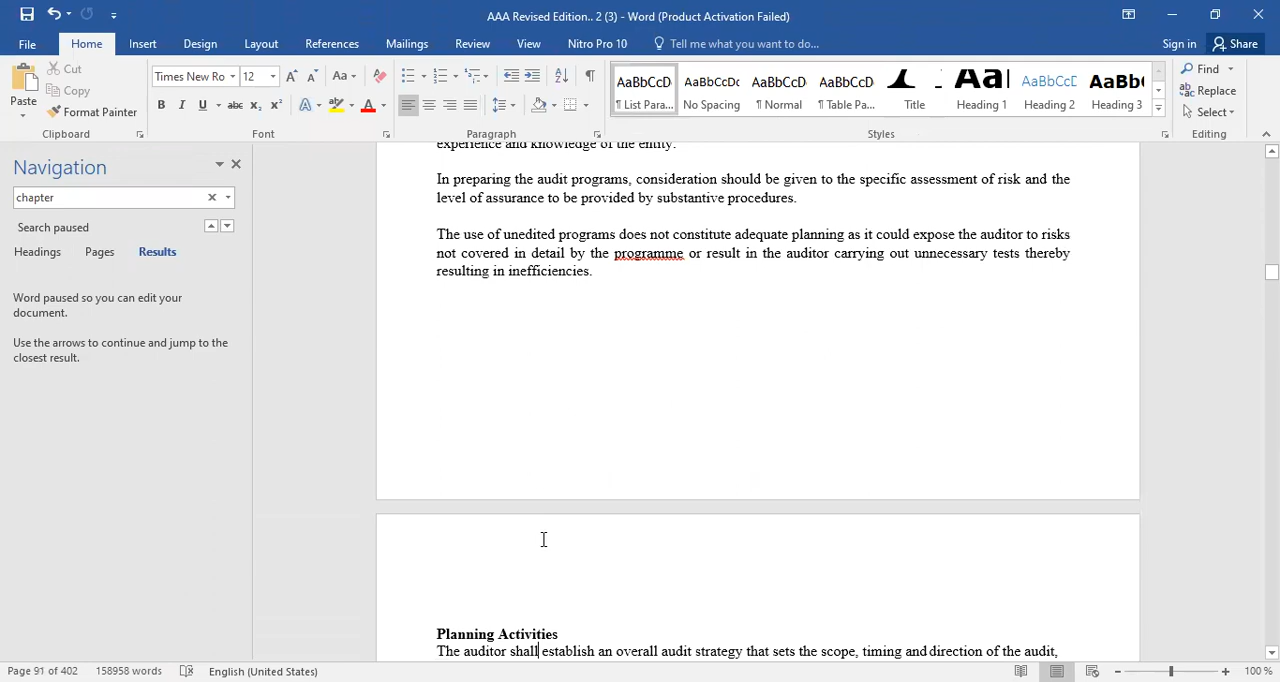 AAA Revised Edition.. 2 (3) - Word (Product Activation Failed)
File Home Insert Design Layout References Mailings Review View Nitro Pro 10 Tell me what you want to do... Sign in Share
Paste
Cut
Copy
Format Painter
Clipboard
Times New Ro 12 Aa
B I U abc x₂ x² A ab A
Font
Paragraph
AaBbCcD AaBbCcDc AaBbCcD AaBbCcD AaBbCcD AaBbCcD
¶ List Para... No Spacing ¶ Normal ¶ Table Pa... Title Heading 1 Heading 2 Heading 3
Styles
Find
Replace
Select
Editing
Navigation
chapter
Search paused
Headings Pages Results
Word paused so you can edit your
document.
Use the arrows to continue and jump to the
closest result.
experience and knowledge of the entity.
In preparing the audit programs, consideration should be given to the specific assessment of risk and the
level of assurance to be provided by substantive procedures.
The use of unedited programs does not constitute adequate planning as it could expose the auditor to risks
not covered in detail by the programme or result in the auditor carrying out unnecessary tests thereby
resulting in inefficiencies.
Planning Activities
The auditor shall establish an overall audit strategy that sets the scope, timing and direction of the audit,
Page 91 of 402 158958 words English (United States) 100 %